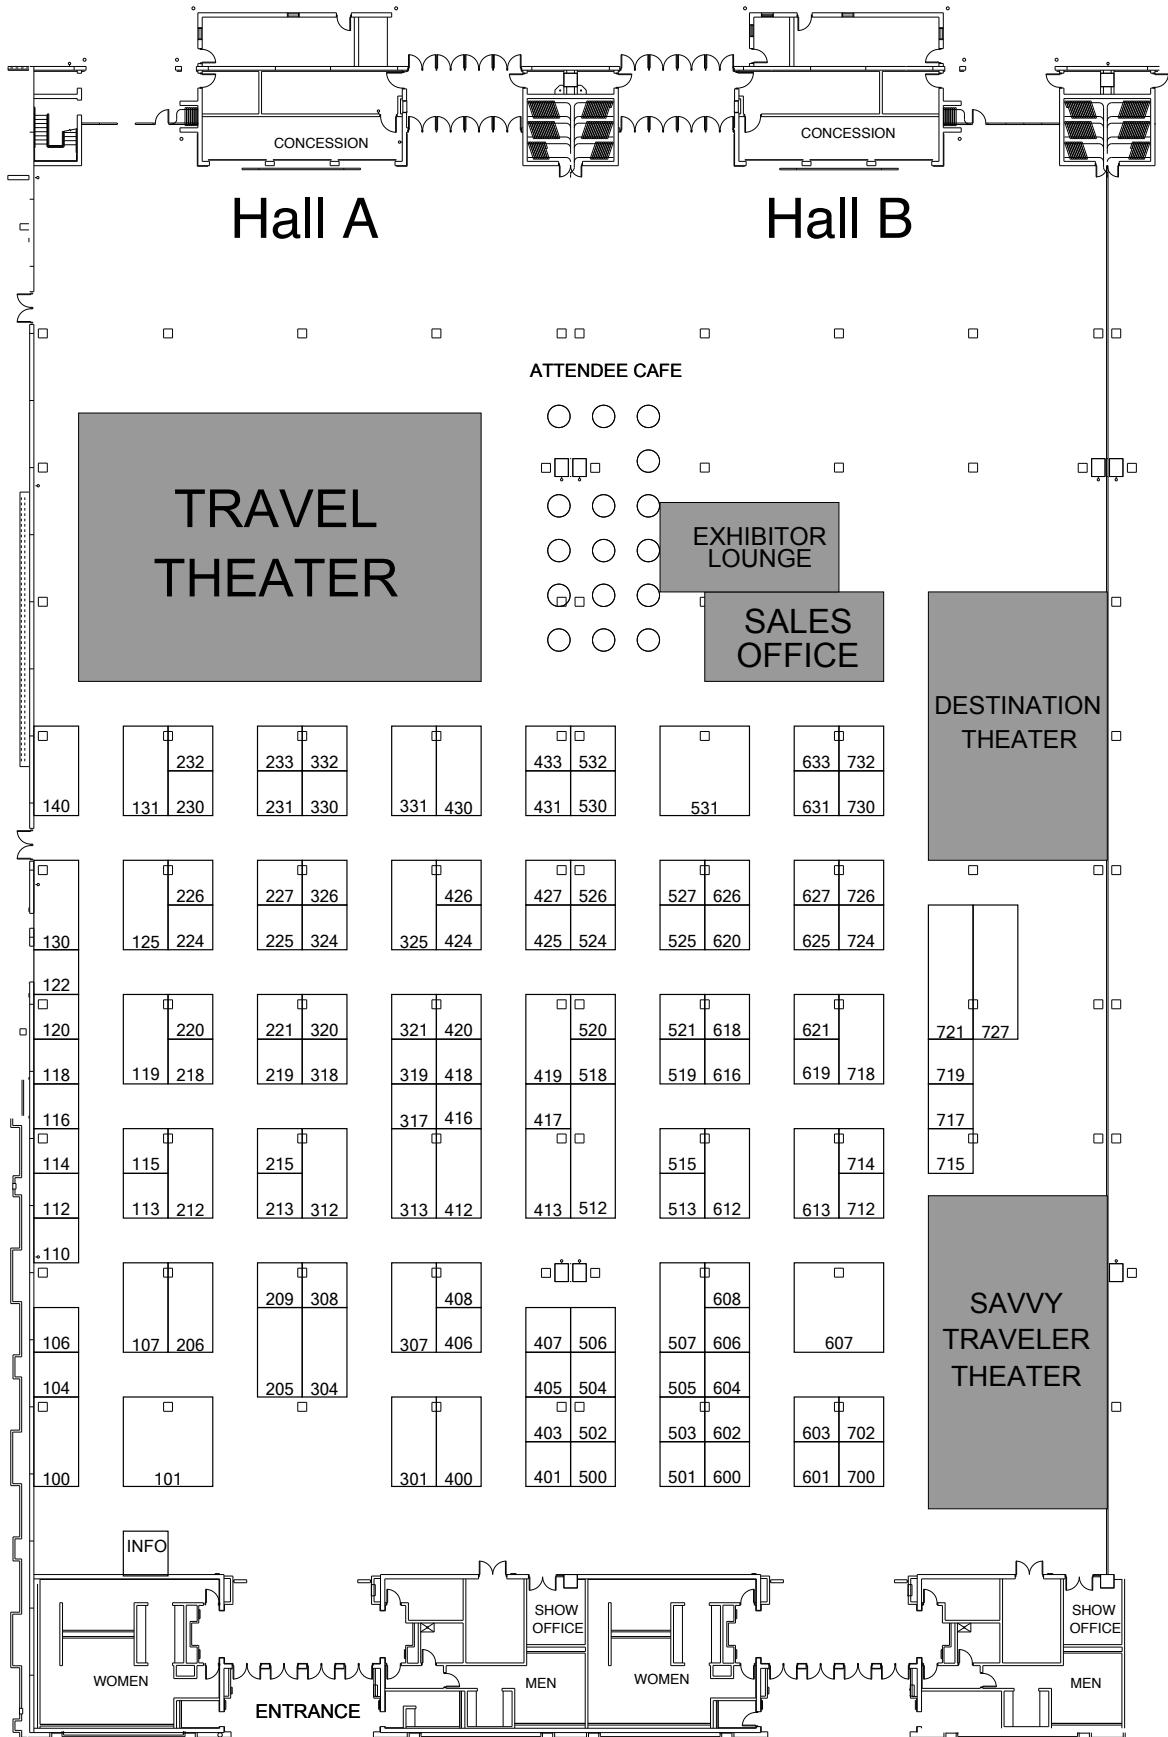 CONCESSION
CONCESSION
Hall A
Hall B
ATTENDEE CAFE
TRAVEL
THEATER
EXHIBITOR
LOUNGE
SALES
OFFICE
DESTINATION
THEATER
232 233 332 433 532 633 732
140 131 230 231 330 331 430 431 530 531 631 730
226 227 326 426 427 526 527 626 627 726
130 125 224 225 324 325 424 425 524 525 620 625 724
122
120 220 221 320 321 420 520 521 618 621 721 727
118 119 218 219 318 319 418 419 518 519 616 619 718 719
116 317 416 417 717
114 115 215 515 714 715
112 113 212 213 312 313 412 413 512 513 612 613 712
110
209 308 408 608
SAVVY
TRAVELER
THEATER
106 107 206 307 406 407 506 507 606 607
104 205 304 405 504 505 604
403 502 503 602 603 702
100 101 301 400 401 500 501 600 601 700
INFO
SHOW
OFFICE
SHOW
OFFICE
WOMEN
MEN
WOMEN
MEN
ENTRANCE